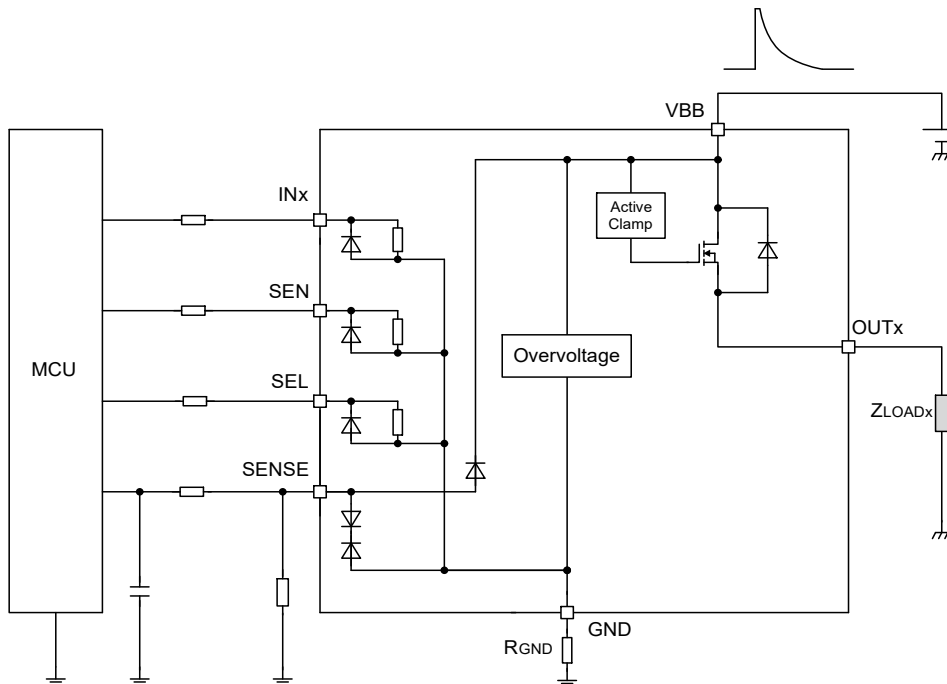 VBB
INx
Active
Clamp
SEN
OUTx
MCU
Overvoltage
SEL
ZLOADx
SENSE
GND
RGND